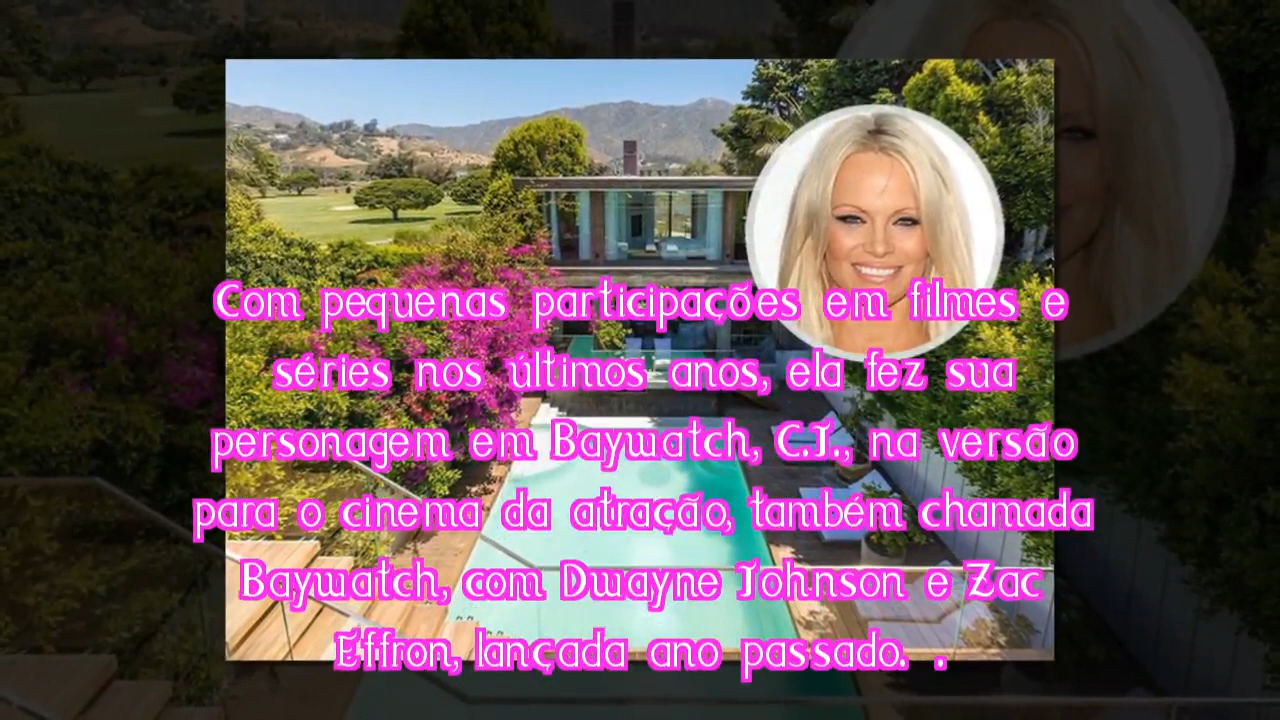 Com pequenas participações em filmes e
séries nos últimos anos, ela fez sua
personagem em Baywatch, C.J., na versão
para o cinema da atração, também chamada
Baywatch, com Dwayne Johnson e Zac
Effron, lançada ano passado. .